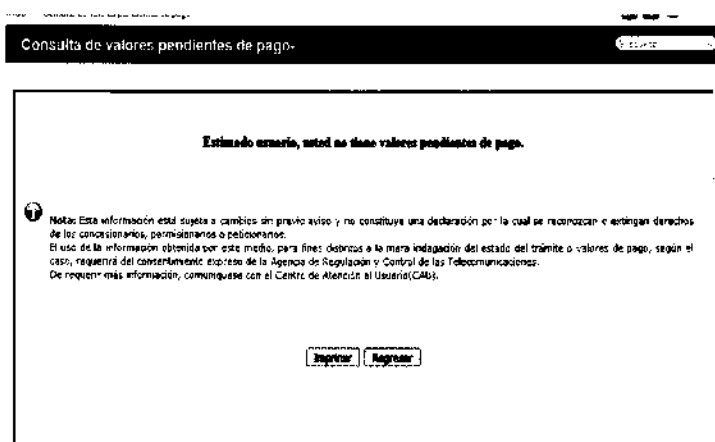 Consulta de valores pendientes de pago-
Estimado usuario, usted no tiene valores pendientes de pago.
Nota: Esta información está sujeta a cambios sin previo aviso y no constituye una declaración por la cual se reconozcan o extingan derechos
de los concesionarios, permisionarios o peticionarios.
El uso de la información obtenida por este medio, para fines distintos a la mera indagación del estado del trámite o valores de pago, según el
caso, requerirá del consentimiento expreso de la Agencia de Regulación y Control de las Telecomunicaciones.
De requerir más información, comuníquese con el Centro de Atención al Usuario(CAU).
Imprimir Regresar